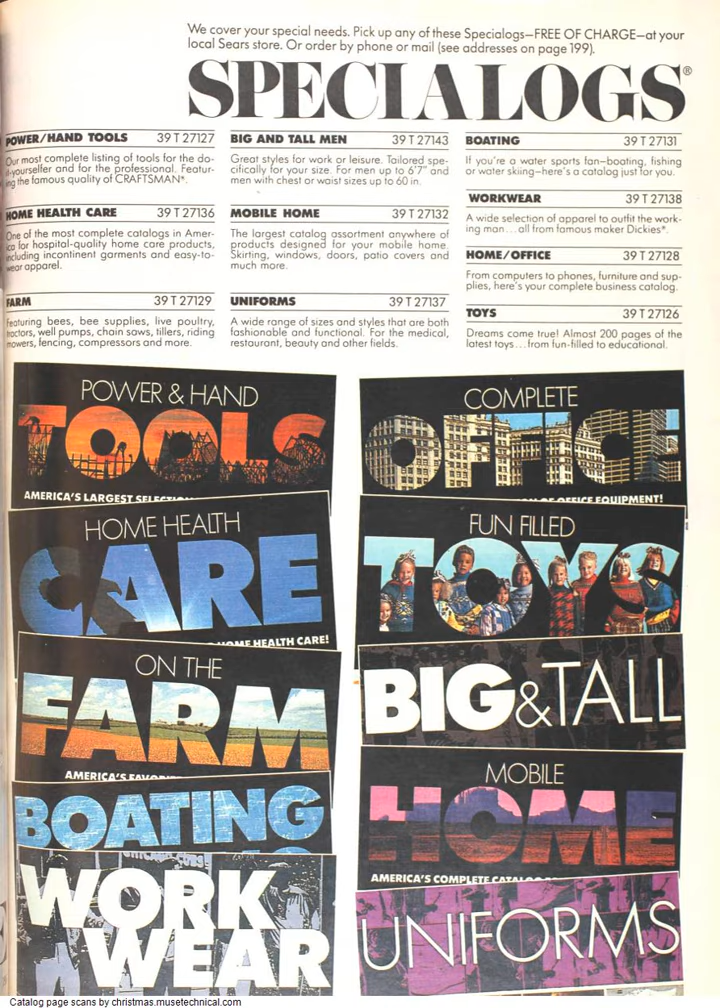 We cover your special needs. Pick up any of these Specialogs—FREE OF CHARGE—at your
local Sears store. Or order by phone or mail (see addresses on page 199).
SPECIALOGS®
POWER/HAND TOOLS 39 T 27127
Our most complete listing of tools for the do-
it-yourselfer and for the professional. Featur-
ing the famous quality of CRAFTSMAN®.
HOME HEALTH CARE 39 T 27136
One of the most complete catalogs in Amer-
ica for hospital-quality home care products,
including incontinent garments and easy-to-
wear apparel.
FARM 39 T 27129
Featuring bees, bee supplies, live poultry,
tractors, well pumps, chain saws, tillers, riding
mowers, fencing, compressors and more.
BIG AND TALL MEN 39 T 27143
Great styles for work or leisure. Tailored spe-
cifically for your size. For men up to 6'7" and
men with chest or waist sizes up to 60 in.
MOBILE HOME 39 T 27132
The largest catalog assortment anywhere of
products designed for your mobile home.
Skirting, windows, doors, patio covers and
much more.
UNIFORMS 39 T 27137
A wide range of sizes and styles that are both
fashionable and functional. For the medical,
restaurant, beauty and other fields.
BOATING 39 T 27131
If you're a water sports fan—boating, fishing
or water skiing—here's a catalog just for you.
WORKWEAR 39 T 27138
A wide selection of apparel to outfit the work-
ing man...all from famous maker Dickies®.
HOME/OFFICE 39 T 27128
From computers to phones, furniture and sup-
plies, here's your complete business catalog.
TOYS 39 T 27126
Dreams come true! Almost 200 pages of the
latest toys...from fun-filled to educational.
POWER & HAND
TOOLS
AMERICA'S LARGEST SELECTION
HOME HEALTH
CARE
HOME HEALTH CARE!
ON THE
FARM
AMERICA'S
BOATING
WORK
WEAR
COMPLETE
OFFICE
OF OFFICE EQUIPMENT!
FUN FILLED
TOYS
BIG & TALL
MOBILE
HOME
AMERICA'S COMPLETE
UNIFORMS
Catalog page scans by christmas.musetechnical.com